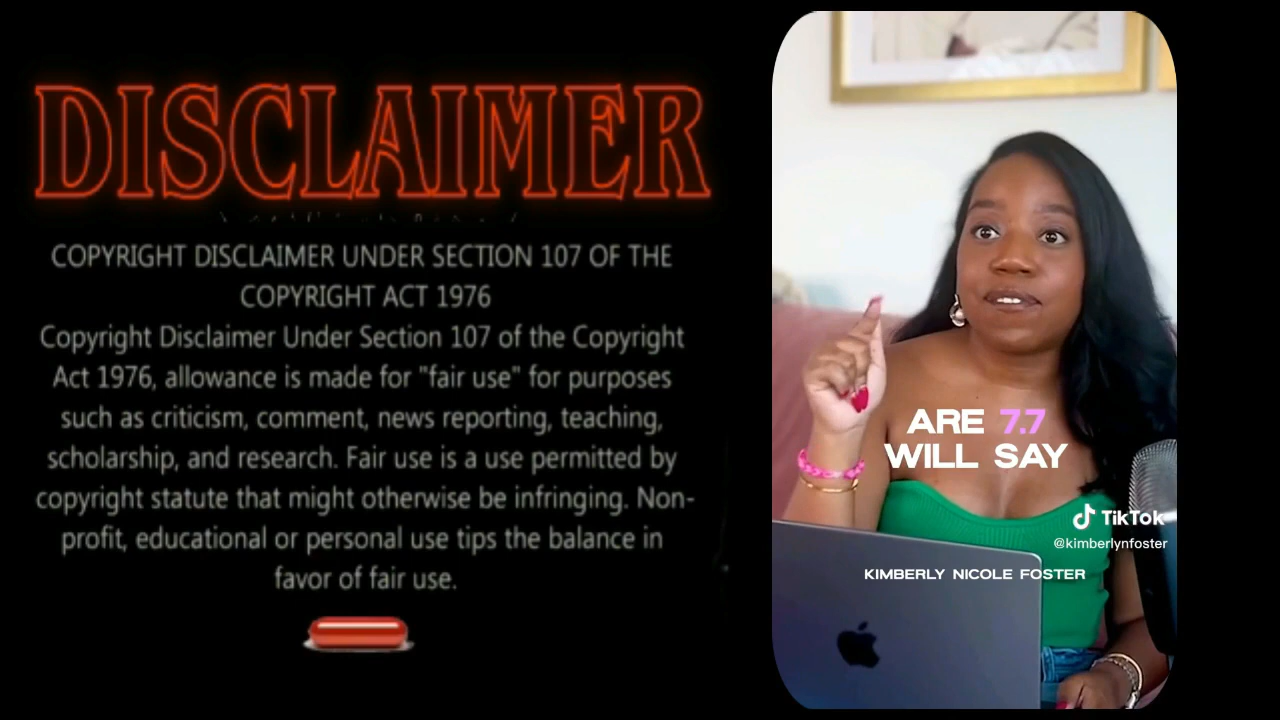 DISCLAIMER
COPYRIGHT DISCLAIMER UNDER SECTION 107 OF THE
COPYRIGHT ACT 1976
Copyright Disclaimer Under Section 107 of the Copyright
Act 1976, allowance is made for "fair use" for purposes
such as criticism, comment, news reporting, teaching,
scholarship, and research. Fair use is a use permitted by
copyright statute that might otherwise be infringing. Non-
profit, educational or personal use tips the balance in
favor of fair use.
ARE 7.7
WILL SAY
TikTok
@kimberlynfoster
KIMBERLY NICOLE FOSTER